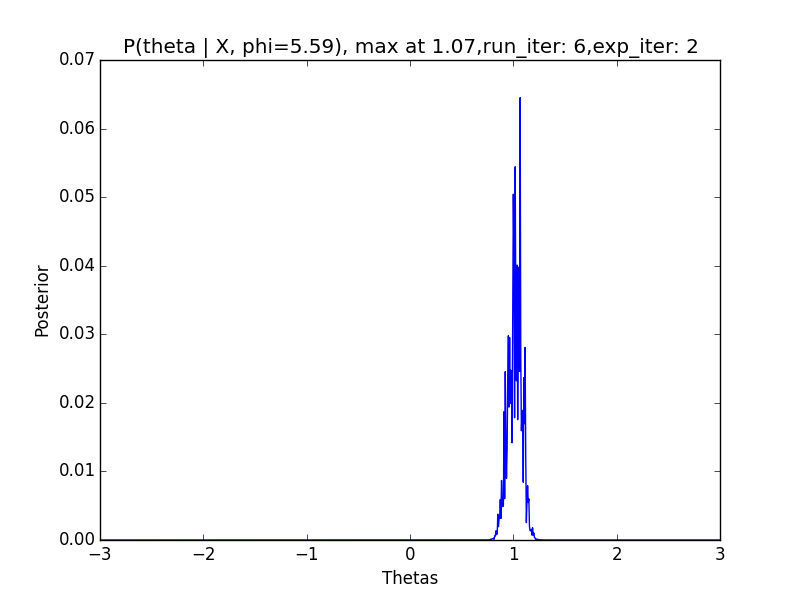 P(theta | X, phi=5.59), max at 1.07,run_iter: 6,exp_iter: 2
0.07
0.06
0.05
0.04
0.03
0.02
0.01
0.00
Posterior
−3 −2 −1 0 1 2 3
Thetas